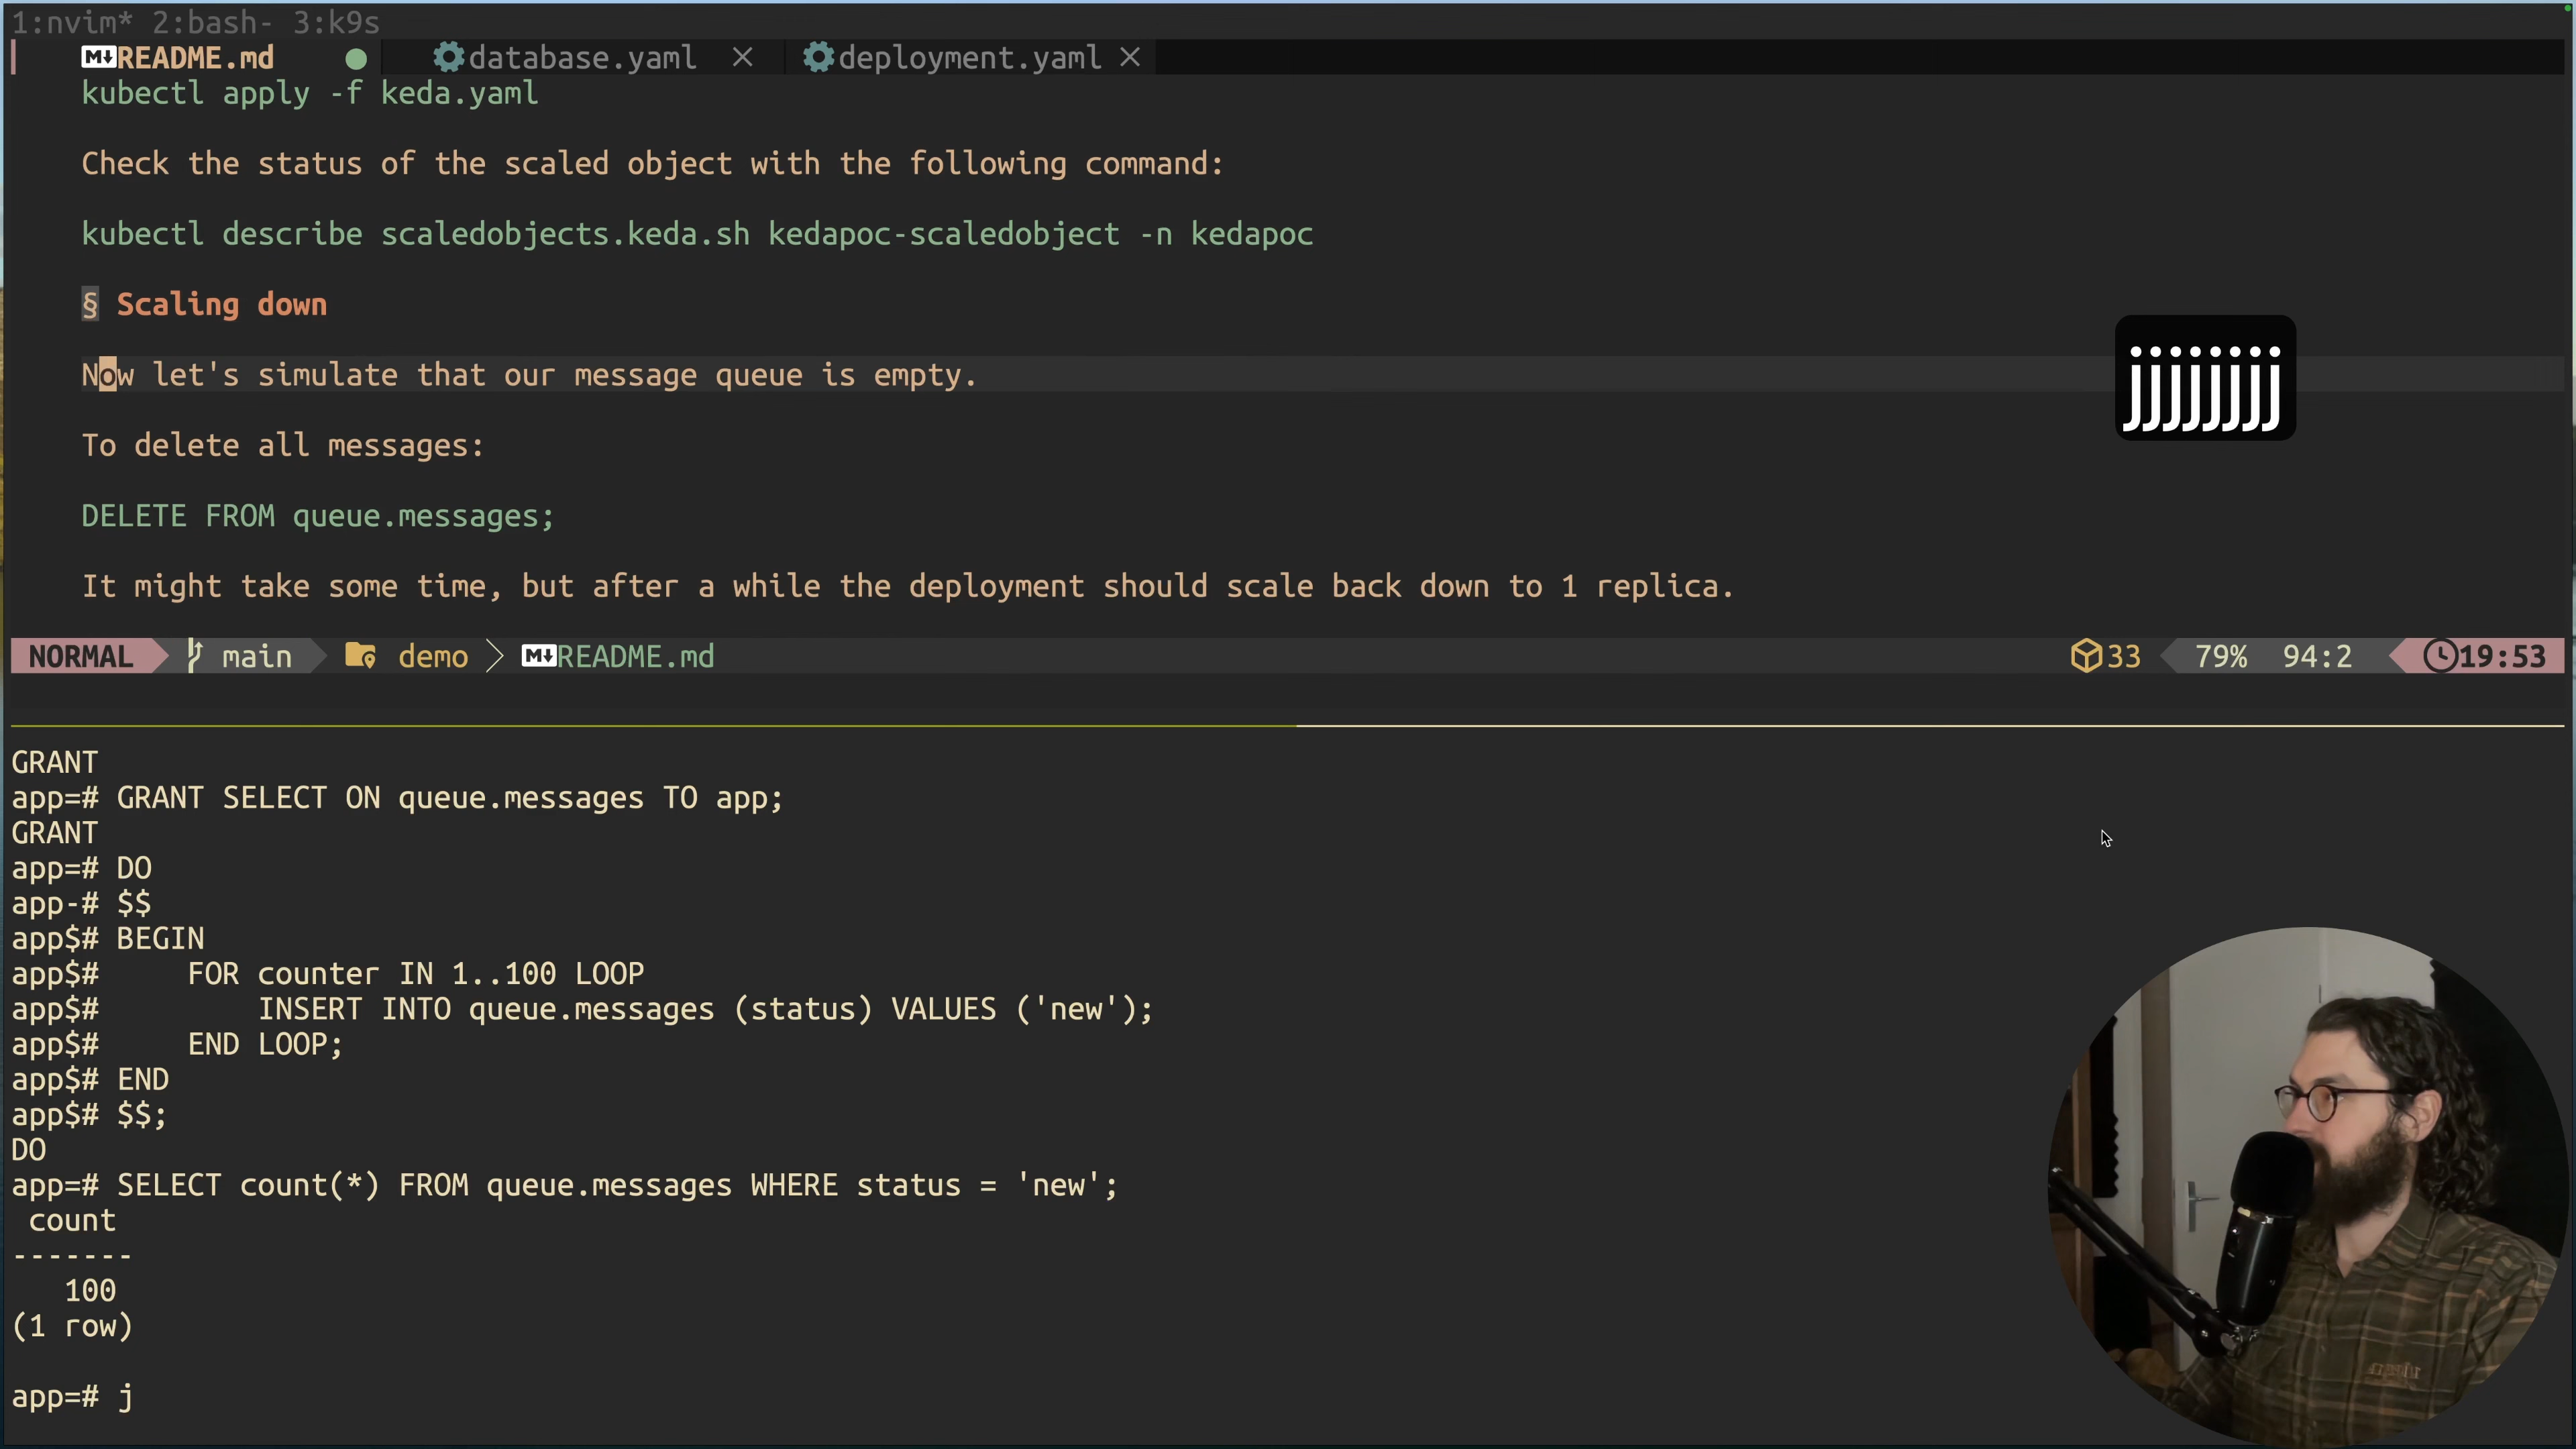 1:nvim* 2:bash- 3:k9s
README.md database.yaml deployment.yaml
kubectl apply -f keda.yaml
Check the status of the scaled object with the following command:
kubectl describe scaledobjects.keda.sh kedapoc-scaledobject -n kedapoc
§ Scaling down
Now let's simulate that our message queue is empty.
jjjjjjjj
To delete all messages:
DELETE FROM queue.messages;
It might take some time, but after a while the deployment should scale back down to 1 replica.
NORMAL main demo README.md 33 79% 94:2 19:53
GRANT
app=# GRANT SELECT ON queue.messages TO app;
GRANT
app=# DO
app-# $$
app$# BEGIN
app$#     FOR counter IN 1..100 LOOP
app$#         INSERT INTO queue.messages (status) VALUES ('new');
app$#     END LOOP;
app$# END
app$# $$;
DO
app=# SELECT count(*) FROM queue.messages WHERE status = 'new';
count
-------
100
(1 row)
app=# j